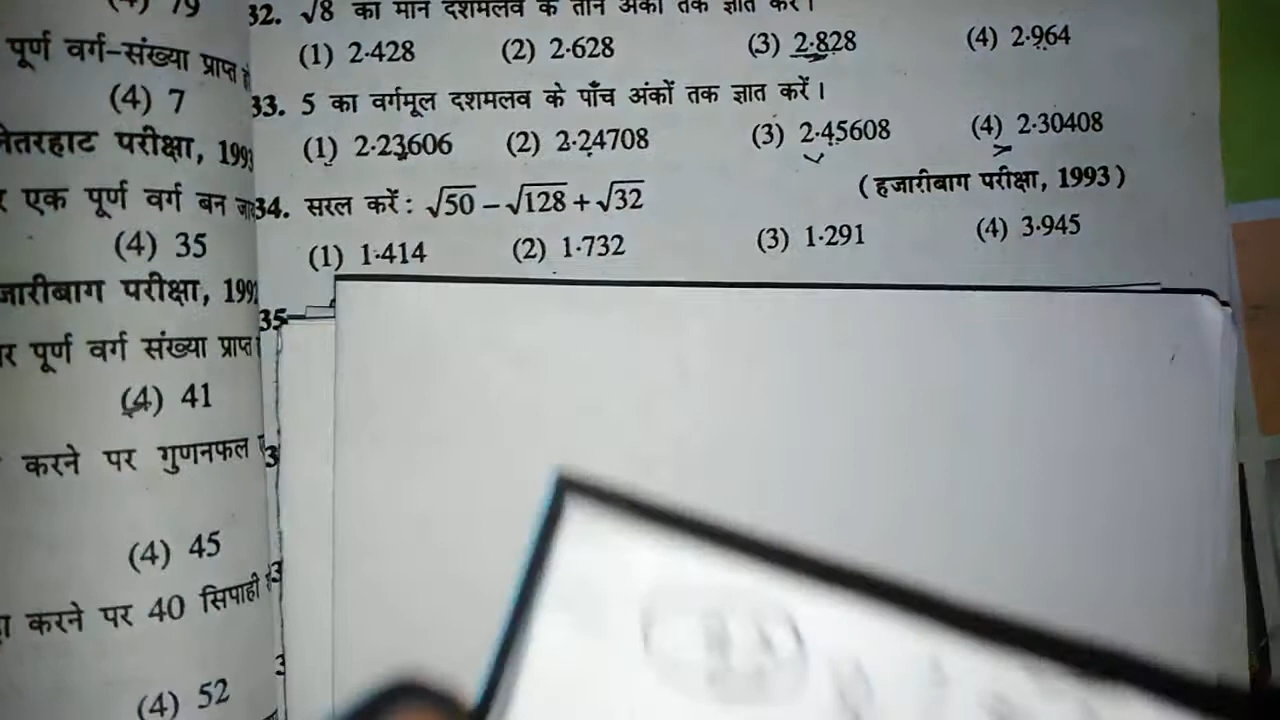 पूर्ण वर्ग-संख्या प्राप्त
(4) 7
परीक्षा, 199
एक पूर्ण वर्ग बन
(4) 35
परीक्षा, 199
पूर्ण वर्ग संख्या प्राप्त
(4) 41
करने पर गुणनफल
(4) 45
करने पर 40 सिपाही
(4) 52
32. √8 का मान दशमलव के तीन अंकों तक ज्ञात करें।
(1) 2·428 (2) 2·628 (3) 2·828 (4) 2·964
33. 5 का वर्गमूल दशमलव के पाँच अंकों तक ज्ञात करें।
(1) 2·23606 (2) 2·24708 (3) 2·45608 (4) 2·30408
(हजारीबाग परीक्षा, 1993)
34. सरल करें: √50 − √128 + √32
(1) 1·414 (2) 1·732 (3) 1·291 (4) 3·945
35